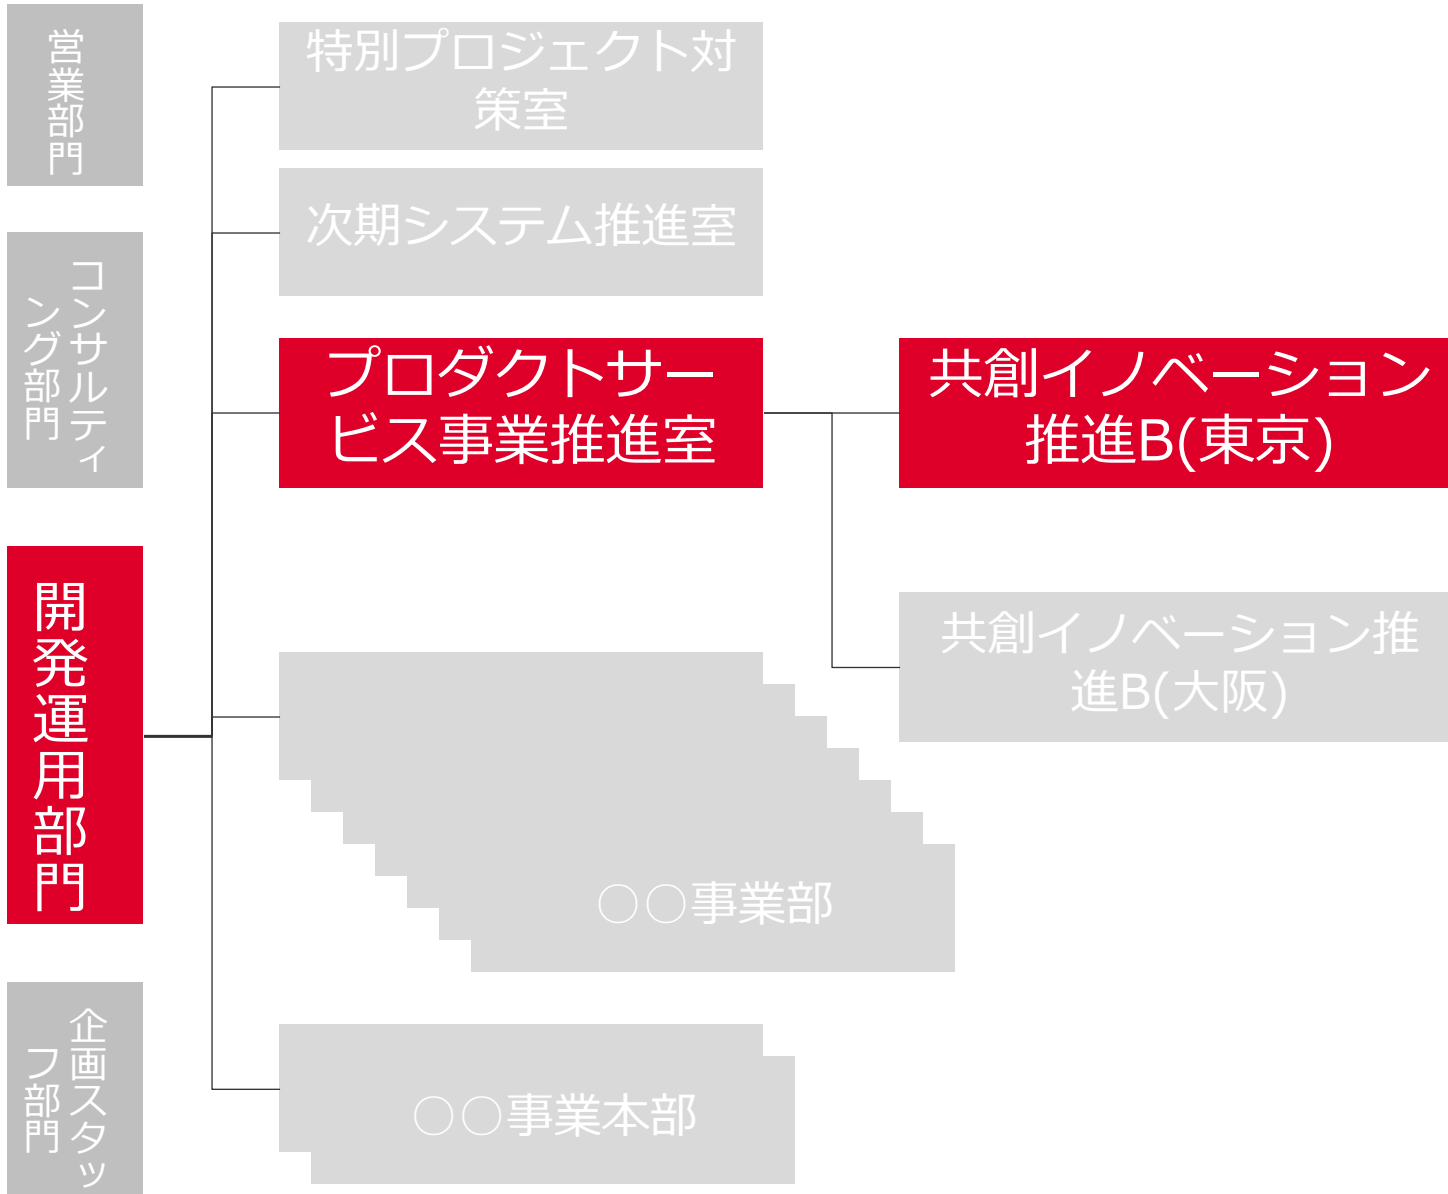 営業部門
コンサルティ
ング部門
開発運用部門
企画スタッ
フ部門
特別プロジェクト対
策室
次期システム推進室
プロダクトサー
ビス事業推進室
共創イノベーション
推進B(東京)
共創イノベーション推
進B(大阪)
○○事業部
○○事業本部